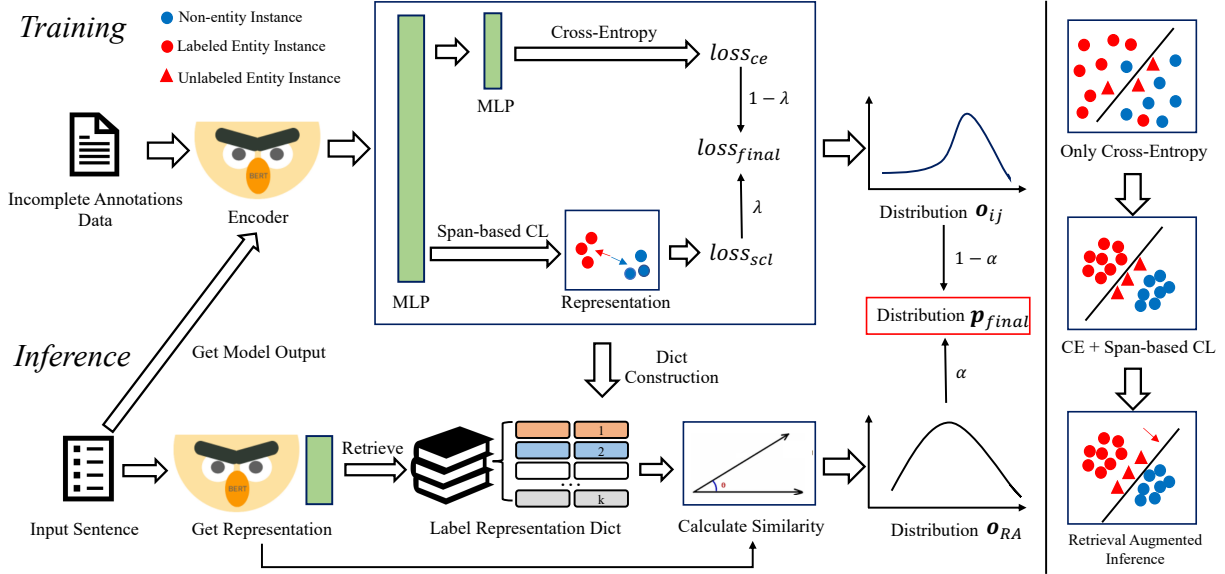 Training
Non-entity Instance
Labeled Entity Instance
Unlabeled Entity Instance
Incomplete Annotations
Data
BERT
Encoder
MLP
MLP
Cross-Entropy
loss_ce
1 − λ
loss_final
λ
Span-based CL
Representation
loss_scl
Distribution o_ij
1 − α
Distribution p_final
α
Inference
Get Model Output
Dict
Construction
Input Sentence
BERT
Get Representation
Retrieve
1
2
...
k
Label Representation Dict
θ
Calculate Similarity
Distribution o_RA
Only Cross-Entropy
CE + Span-based CL
Retrieval Augmented
Inference